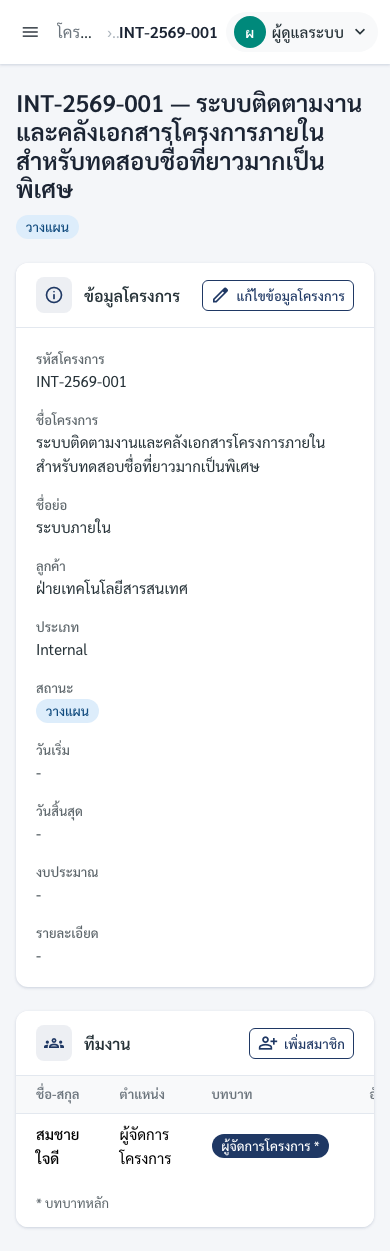 โคร... ›..INT-2569-001 ผ ผู้ดูแลระบบ
INT-2569-001 — ระบบติดตามงาน
และคลังเอกสารโครงการภายใน
สำหรับทดสอบชื่อที่ยาวมากเป็น
พิเศษ
วางแผน
ข้อมูลโครงการ แก้ไขข้อมูลโครงการ
รหัสโครงการ
INT-2569-001
ชื่อโครงการ
ระบบติดตามงานและคลังเอกสารโครงการภายใน
สำหรับทดสอบชื่อที่ยาวมากเป็นพิเศษ
ชื่อย่อ
ระบบภายใน
ลูกค้า
ฝ่ายเทคโนโลยีสารสนเทศ
ประเภท
Internal
สถานะ
วางแผน
วันเริ่ม
-
วันสิ้นสุด
-
งบประมาณ
-
รายละเอียด
-
ทีมงาน เพิ่มสมาชิก
ชื่อ-สกุล ตำแหน่ง บทบาท
สมชาย ผู้จัดการ
ใจดี โครงการ ผู้จัดการโครงการ *
* บทบาทหลัก